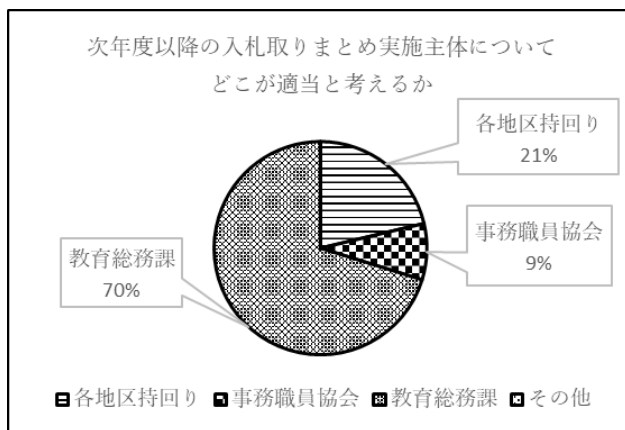 次年度以降の入札取りまとめ実施主体について
どこが適当と考えるか
各地区持回り
21%
事務職員協会
9%
教育総務課
70%
各地区持回り 事務職員協会 教育総務課 その他